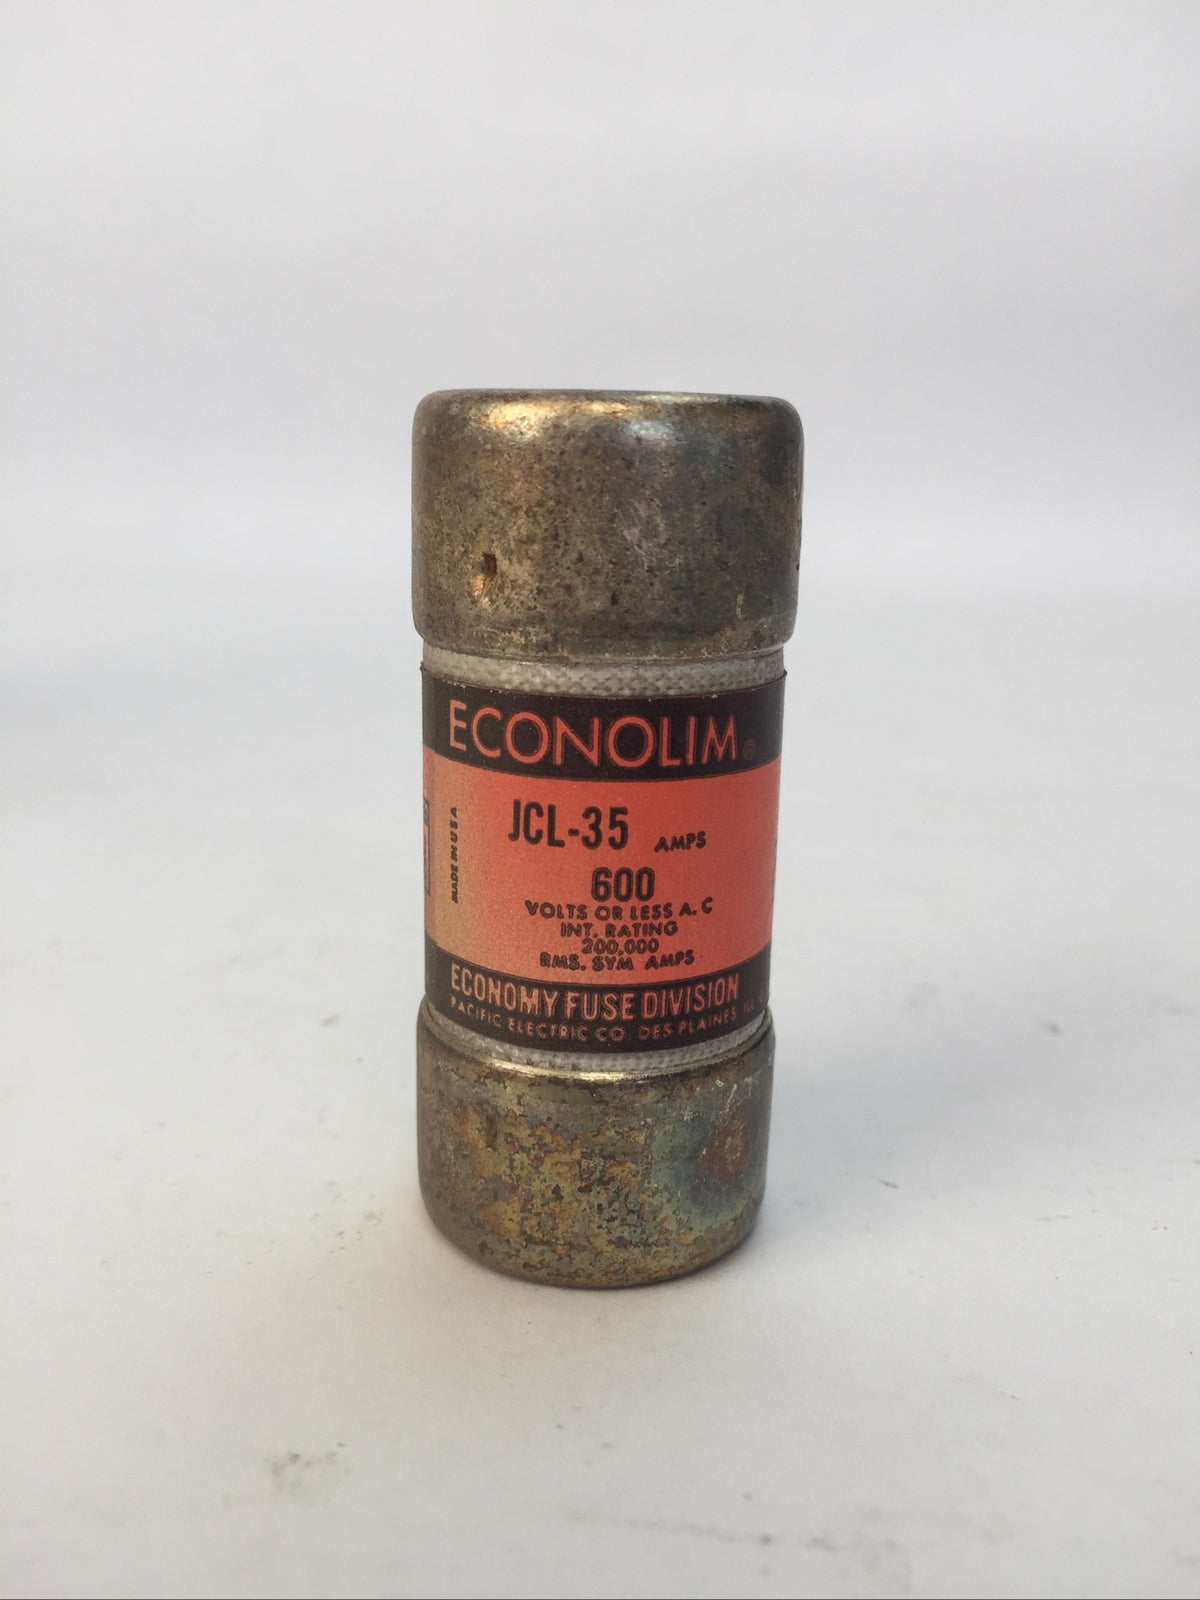 ECONOLIM®
JCL-35 AMPS
600
VOLTS OR LESS A. C
INT. RATING
200,000
RMS. SYM AMPS
MADE IN USA
ECONOMY FUSE DIVISION
PACIFIC ELECTRIC CO. DES PLAINES ILL